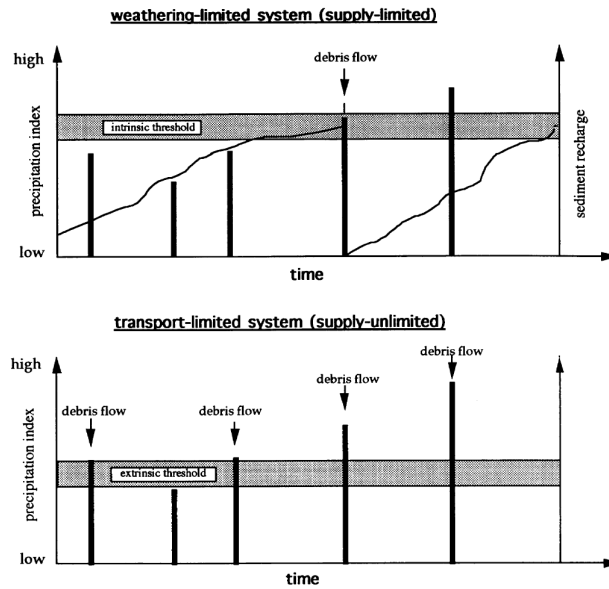 weathering-limited system (supply-limited)
high
debris flow
intrinsic threshold
precipitation index
sediment recharge
low
time
transport-limited system (supply-unlimited)
debris flow
high
debris flow
debris flow
debris flow
precipitation index
extrinsic threshold
low
time